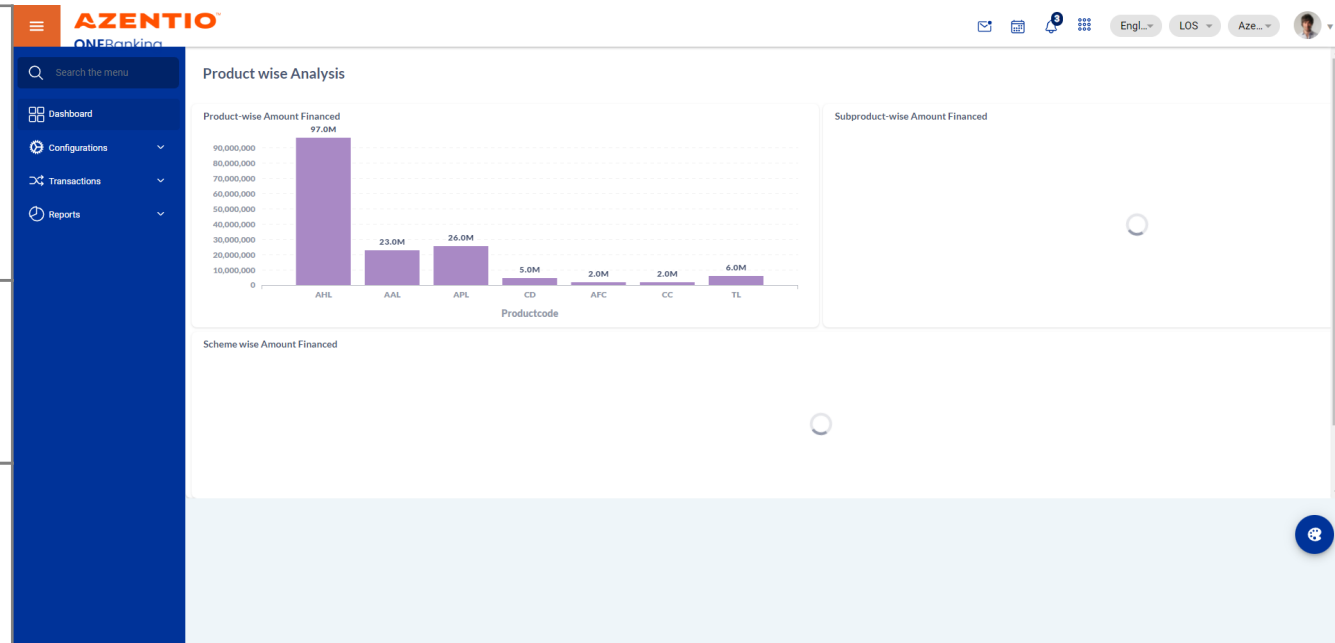 AZENTIO
ONEBanking
3
Engl...
LOS
Aze...
Search the menu
Dashboard
Configurations
Transactions
Reports
Product wise Analysis
Product-wise Amount Financed
97.0M
90,000,000
80,000,000
70,000,000
60,000,000
50,000,000
40,000,000
30,000,000
20,000,000
10,000,000
0
23.0M
26.0M
5.0M
2.0M
2.0M
6.0M
AHL
AAL
APL
CD
AFC
CC
TL
Productcode
Subproduct-wise Amount Financed
Scheme wise Amount Financed